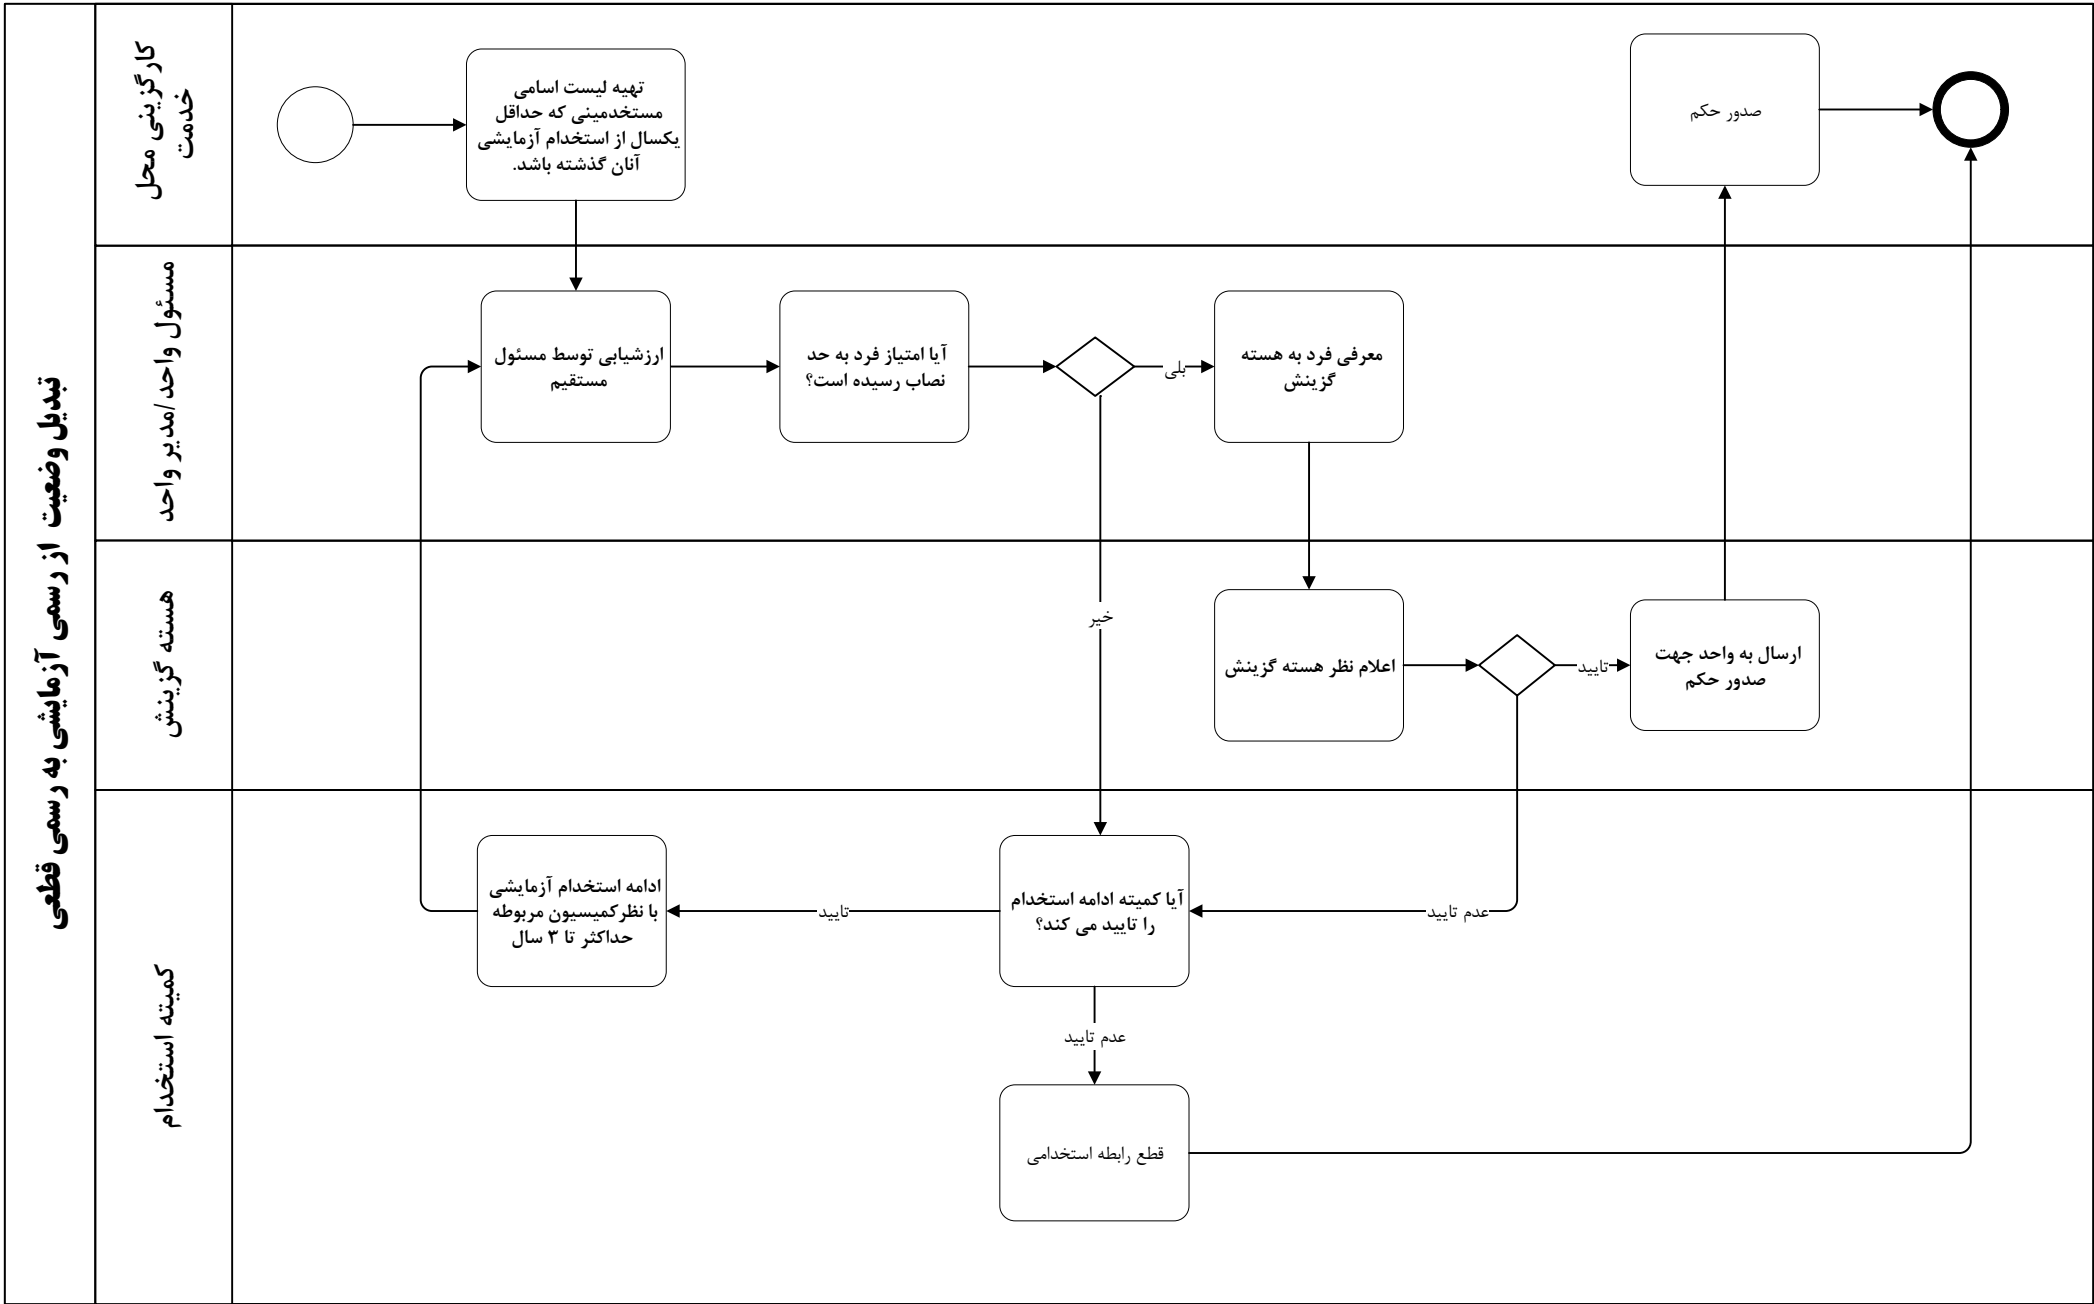 تبدیل وضعیت از رسمی آزمایشی به رسمی قطعی
کارگزینی محل
خدمت
تهیه لیست اسامی
مستخدمینی که حداقل
یکسال از استخدام آزمایشی
آنان گذشته باشد.
صدور حکم
مسئول واحد/مدیر واحد
ارزشیابی توسط مسئول
مستقیم
آیا امتیاز فرد به حد
نصاب رسیده است؟
بلی
معرفی فرد به هسته
گزینش
خیر
هسته گزینش
اعلام نظر هسته گزینش
تایید
ارسال به واحد جهت
صدور حکم
کمیته استخدام
ادامه استخدام آزمایشی
با نظرکمیسیون مربوطه
حداکثر تا ۳ سال
تایید
آیا کمیته ادامه استخدام
را تایید می کند؟
عدم تایید
عدم تایید
قطع رابطه استخدامی